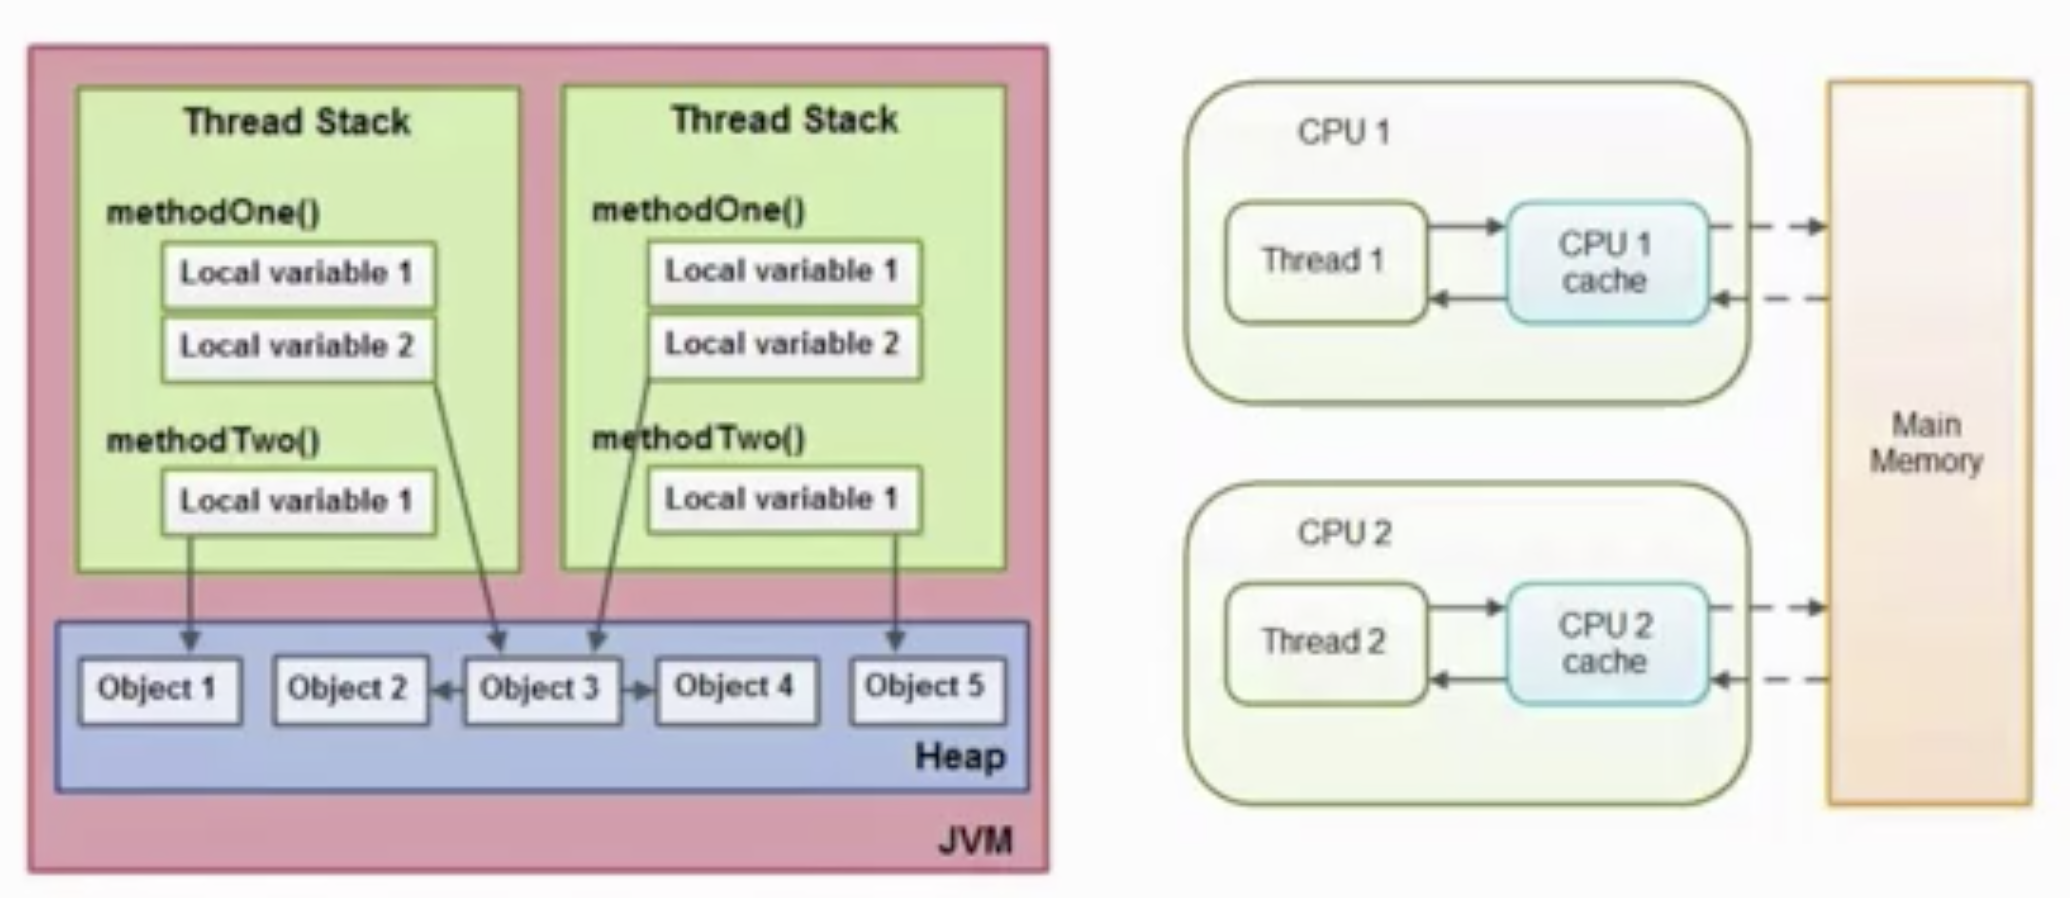 Thread Stack
methodOne()
Local variable 1
Local variable 2
methodTwo()
Local variable 1
Thread Stack
methodOne()
Local variable 1
Local variable 2
methodTwo()
Local variable 1
Object 1
Object 2
Object 3
Object 4
Object 5
Heap
JVM
CPU 1
Thread 1
CPU 1
cache
CPU 2
Thread 2
CPU 2
cache
Main
Memory